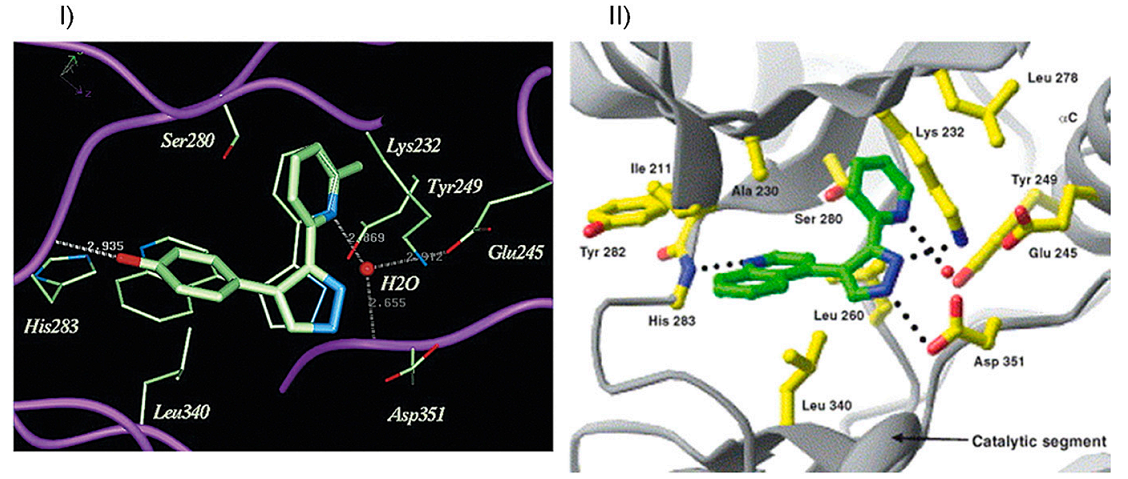 I)
II)
Ser280
Lys232
Tyr249
2.935
2.869
2.912
Glu245
H2O
2.655
His283
Leu340
Asp351
z
Leu 278
αC
Lys 232
Ile 211
Ala 230
Tyr 249
Ser 280
Tyr 282
Glu 245
His 283
Leu 260
Asp 351
Leu 340
Catalytic segment